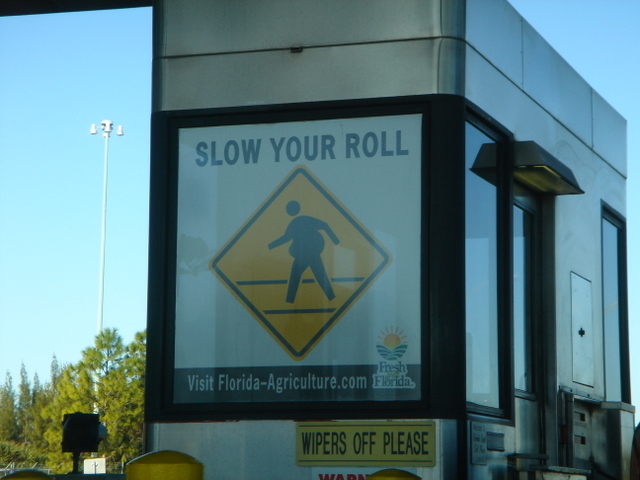 SLOW YOUR ROLL
Fresh
from
Florida
Visit Florida-Agriculture.com
WIPERS OFF PLEASE